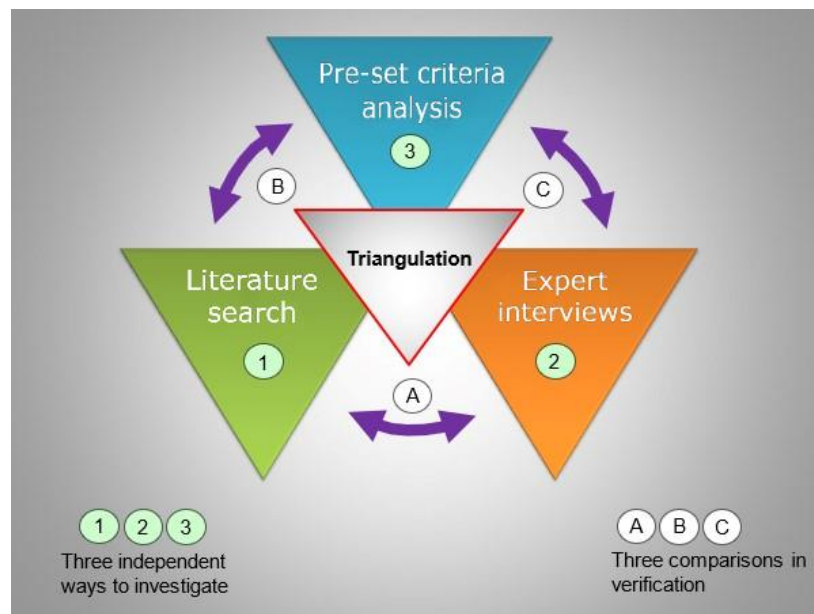 Pre-set criteria
analysis
3
B
C
Triangulation
Literature
search
1
Expert
interviews
2
A
1 2 3
Three independent
ways to investigate
A B C
Three comparisons in
verification